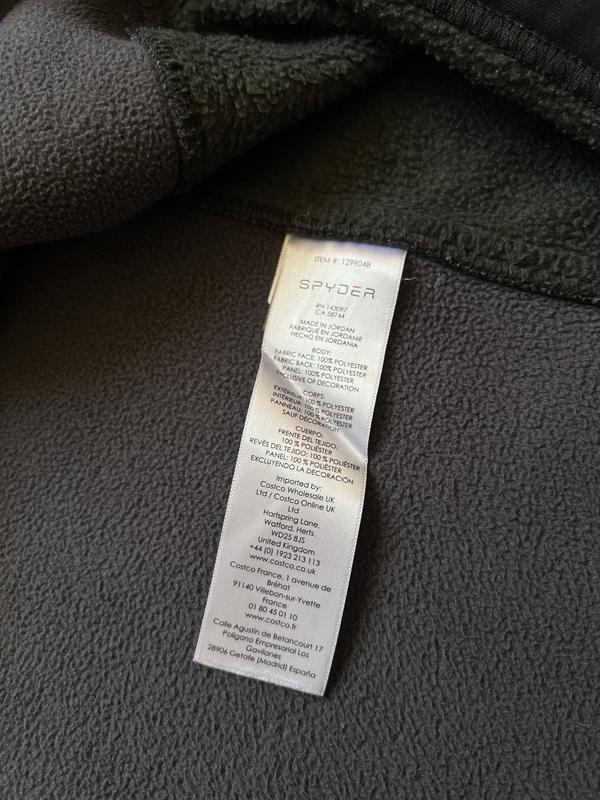 ITEM #: 1299048
SPYDER
RN 143097
CA 58744
MADE IN JORDAN
FABRIQUÉ EN JORDANIE
HECHO EN JORDANIA
BODY:
FABRIC FACE: 100% POLYESTER
FABRIC BACK: 100% POLYESTER
PANEL: 100% POLYESTER
EXCLUSIVE OF DECORATION
CORPS:
EXTÉRIEUR: 100 % POLYESTER
INTÉRIEUR: 100 % POLYESTER
PANNEAU: 100 % POLYESTER
SAUF DÉCORATION
CUERPO:
FRENTE DEL TEJIDO:
100 % POLIÉSTER
REVÉS DEL TEJIDO: 100 % POLIÉSTER
PANEL: 100 % POLIÉSTER
EXCLUYENDO LA DECORACIÓN
Imported by:
Costco Wholesale UK
Ltd / Costco Online UK
Ltd
Hartspring Lane,
Watford, Herts.
WD25 8JS
United Kingdom
+44 (0) 1923 213 113
www.costco.co.uk
Costco France, 1 avenue de
Bréhat
91140 Villebon-sur-Yvette
France
01 80 45 01 10
www.costco.fr
Calle Agustín de Betancourt 17
Polígono Empresarial Los
Gavilanes
28906 Getafe (Madrid) España